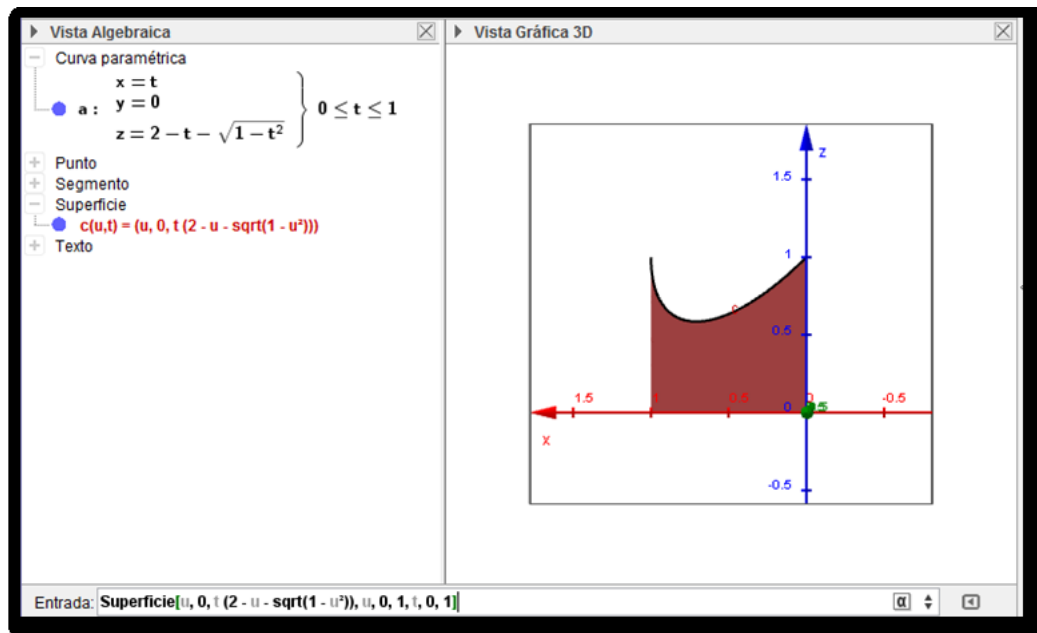 Vista Algebraica
Curva paramétrica
a : x = t
y = 0
z = 2 − t − √(1 − t²)
0 ≤ t ≤ 1
Punto
Segmento
Superficie
c(u,t) = (u, 0, t (2 - u - sqrt(1 - u²)))
Texto
Vista Gráfica 3D
z
1.5
1
0.5
0
-0.5
1.5
1
0.5
0
-0.5
x
c
Entrada: Superficie[u, 0, t (2 - u - sqrt(1 - u²)), u, 0, 1, t, 0, 1]
α